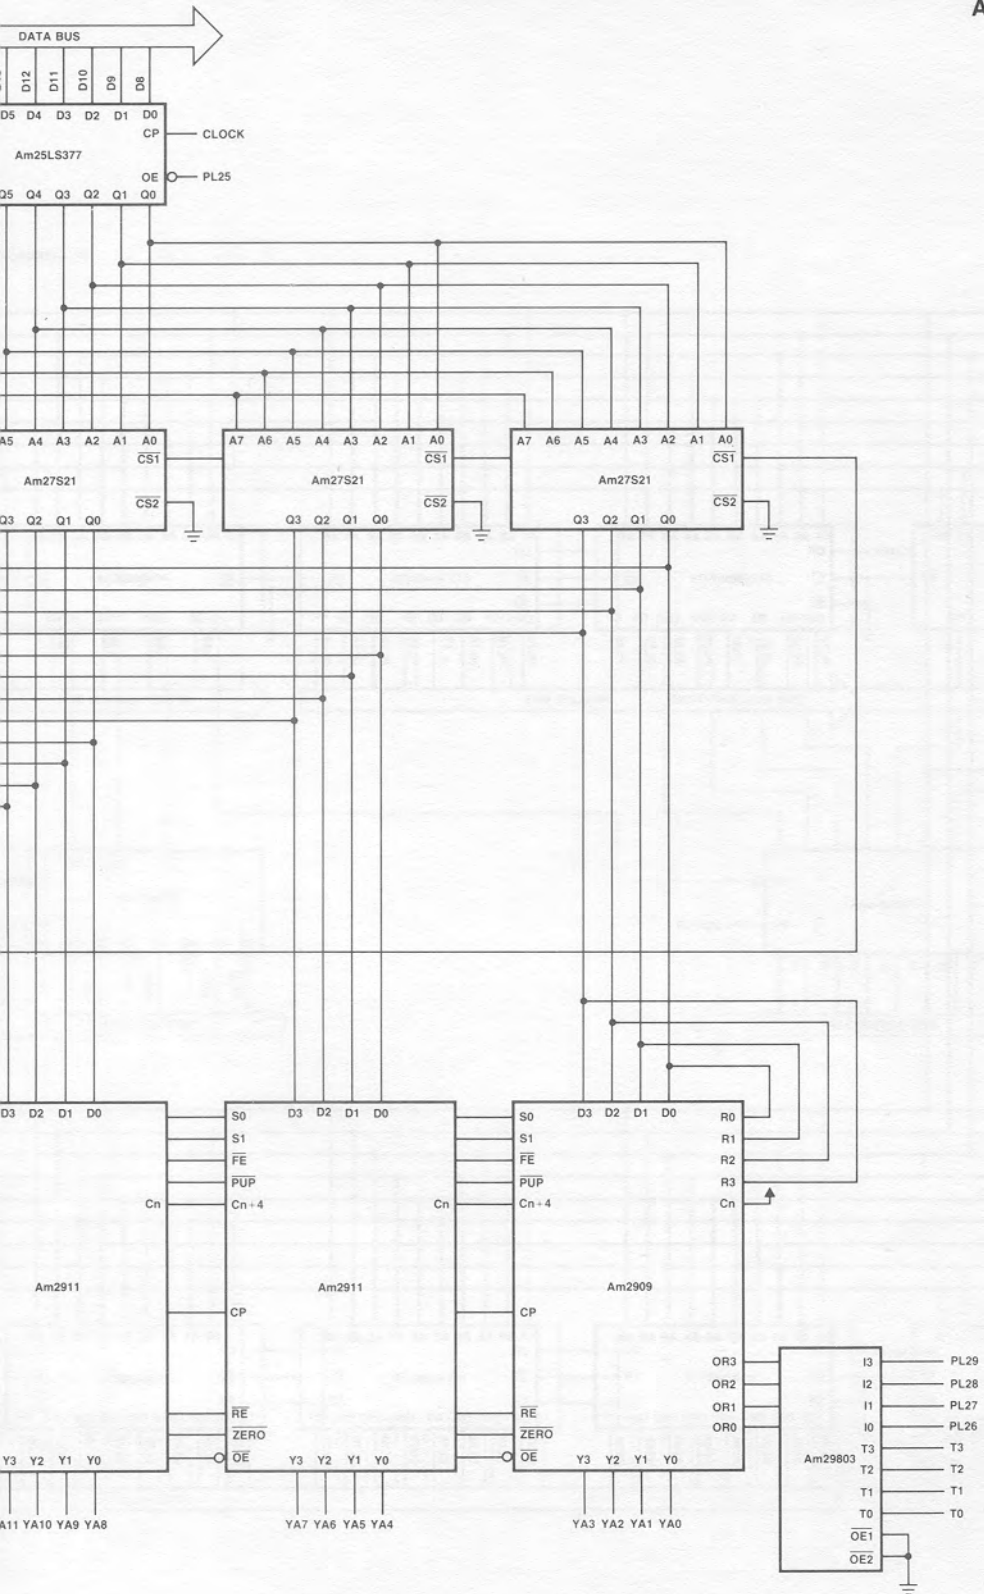 A
DATA BUS
D12 D11 D10 D9 D8
D5 D4 D3 D2 D1 D0
CP CLOCK
Am25LS377
OE PL25
Q5 Q4 Q3 Q2 Q1 Q0
A5 A4 A3 A2 A1 A0 A7 A6 A5 A4 A3 A2 A1 A0 A7 A6 A5 A4 A3 A2 A1 A0
CS1 CS1 CS1
Am27S21 Am27S21 Am27S21
CS2 CS2 CS2
Q3 Q2 Q1 Q0 Q3 Q2 Q1 Q0 Q3 Q2 Q1 Q0
D3 D2 D1 D0 S0 D3 D2 D1 D0 S0 D3 D2 D1 D0 R0
S1 S1 R1
FE FE R2
PUP PUP R3
Cn Cn+4 Cn Cn+4 Cn
Am2911 Am2911 Am2909
CP CP
OR3 I3 PL29
OR2 I2 PL28
RE RE OR1 I1 PL27
ZERO ZERO OR0 I0 PL26
OE OE T3 T3
Y3 Y2 Y1 Y0 Y3 Y2 Y1 Y0 Y3 Y2 Y1 Y0 Am29803
T2 T2
T1 T1
T0 T0
A11 YA10 YA9 YA8 YA7 YA6 YA5 YA4 YA3 YA2 YA1 YA0
OE1
OE2